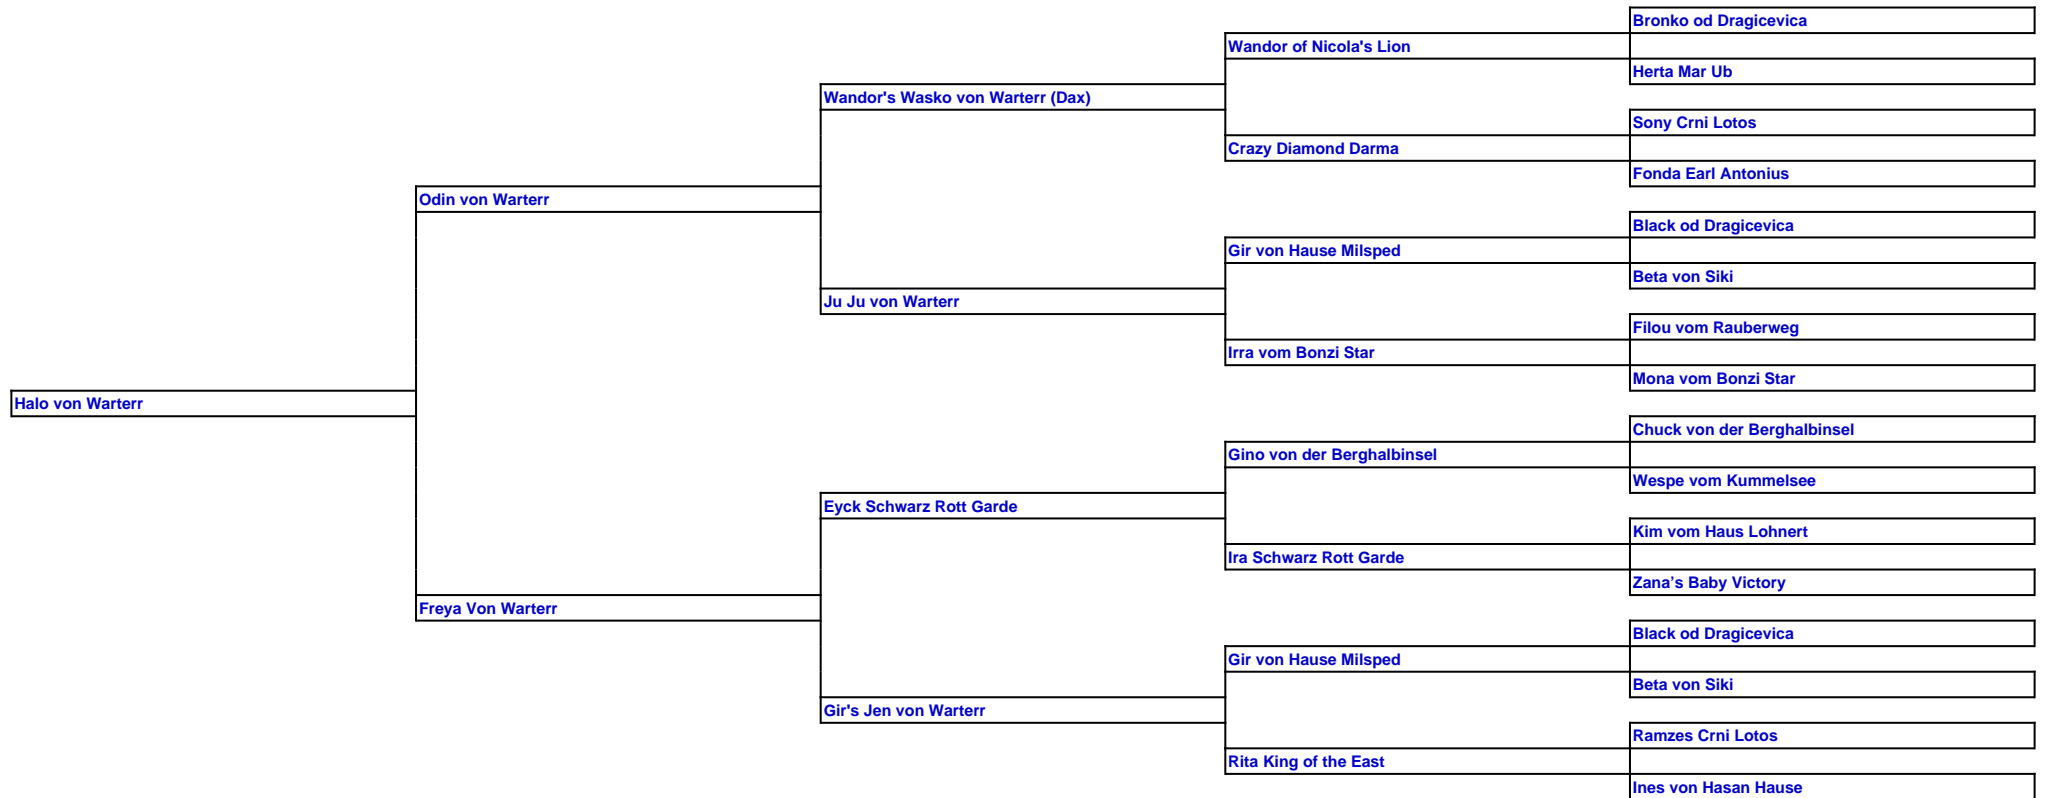 Bronko od Dragicevica
Wandor of Nicola's Lion
Herta Mar Ub
Wandor's Wasko von Warterr (Dax)
Sony Crni Lotos
Crazy Diamond Darma
Fonda Earl Antonius
Odin von Warterr
Black od Dragicevica
Gir von Hause Milsped
Beta von Siki
Ju Ju von Warterr
Filou vom Rauberweg
Irra vom Bonzi Star
Mona vom Bonzi Star
Halo von Warterr
Chuck von der Berghalbinsel
Gino von der Berghalbinsel
Wespe vom Kummelsee
Eyck Schwarz Rott Garde
Kim vom Haus Lohnert
Ira Schwarz Rott Garde
Zana’s Baby Victory
Freya Von Warterr
Black od Dragicevica
Gir von Hause Milsped
Beta von Siki
Gir's Jen von Warterr
Ramzes Crni Lotos
Rita King of the East
Ines von Hasan Hause